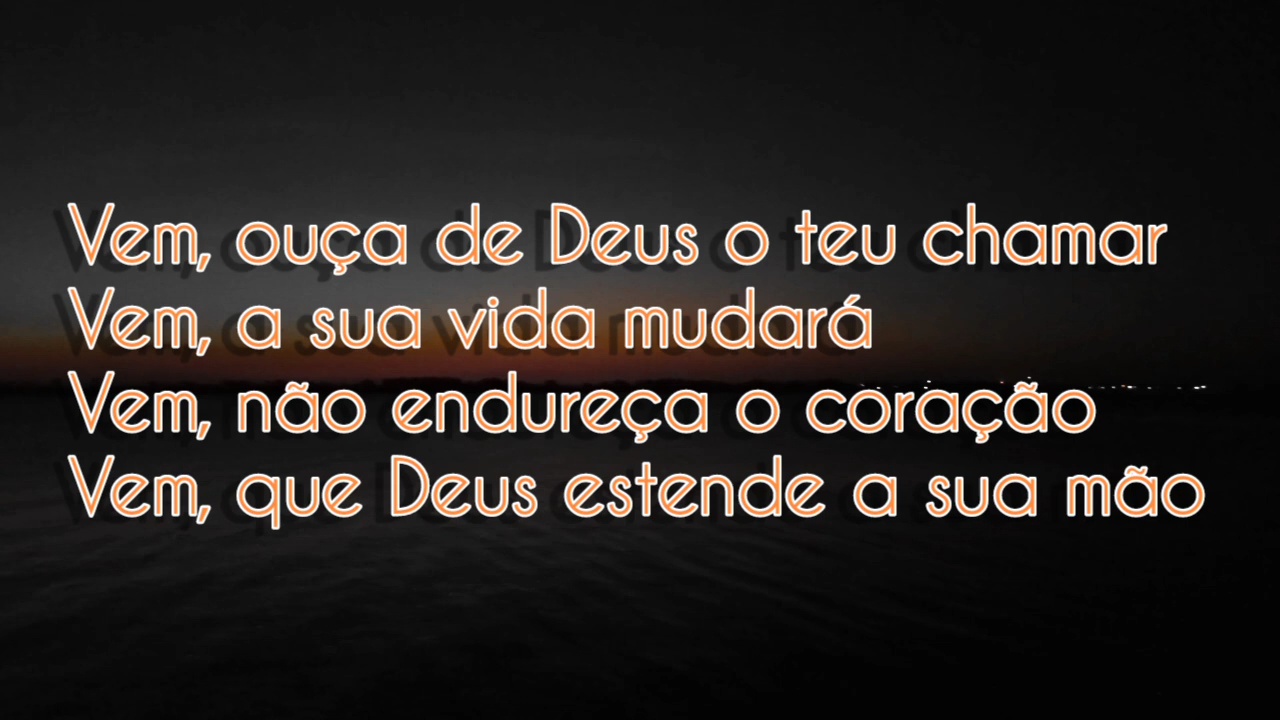 Vem, ouça de Deus o teu chamar
Vem, a sua vida mudará
Vem, não endureça o coração
Vem, que Deus estende a sua mão